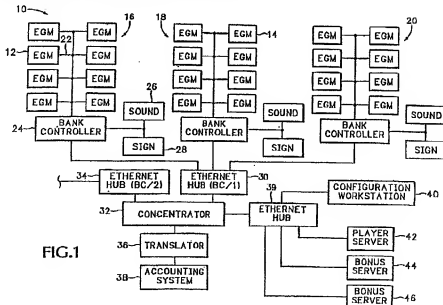 10
16
18
20
12
22
14
EGM EGM EGM EGM EGM EGM
EGM EGM EGM EGM EGM EGM
EGM EGM EGM EGM EGM EGM
EGM EGM EGM EGM EGM EGM
26
SOUND SOUND SOUND
24
BANK CONTROLLER
BANK CONTROLLER
BANK CONTROLLER
SIGN SIGN SIGN
28
34
ETHERNET HUB (BC/2)
ETHERNET HUB (BC/1)
30
39
CONFIGURATION WORKSTATION
40
32
CONCENTRATOR
ETHERNET HUB
36
TRANSLATOR
PLAYER SERVER
42
38
ACCOUNTING SYSTEM
BONUS SERVER
44
BONUS SERVER
46
FIG.1